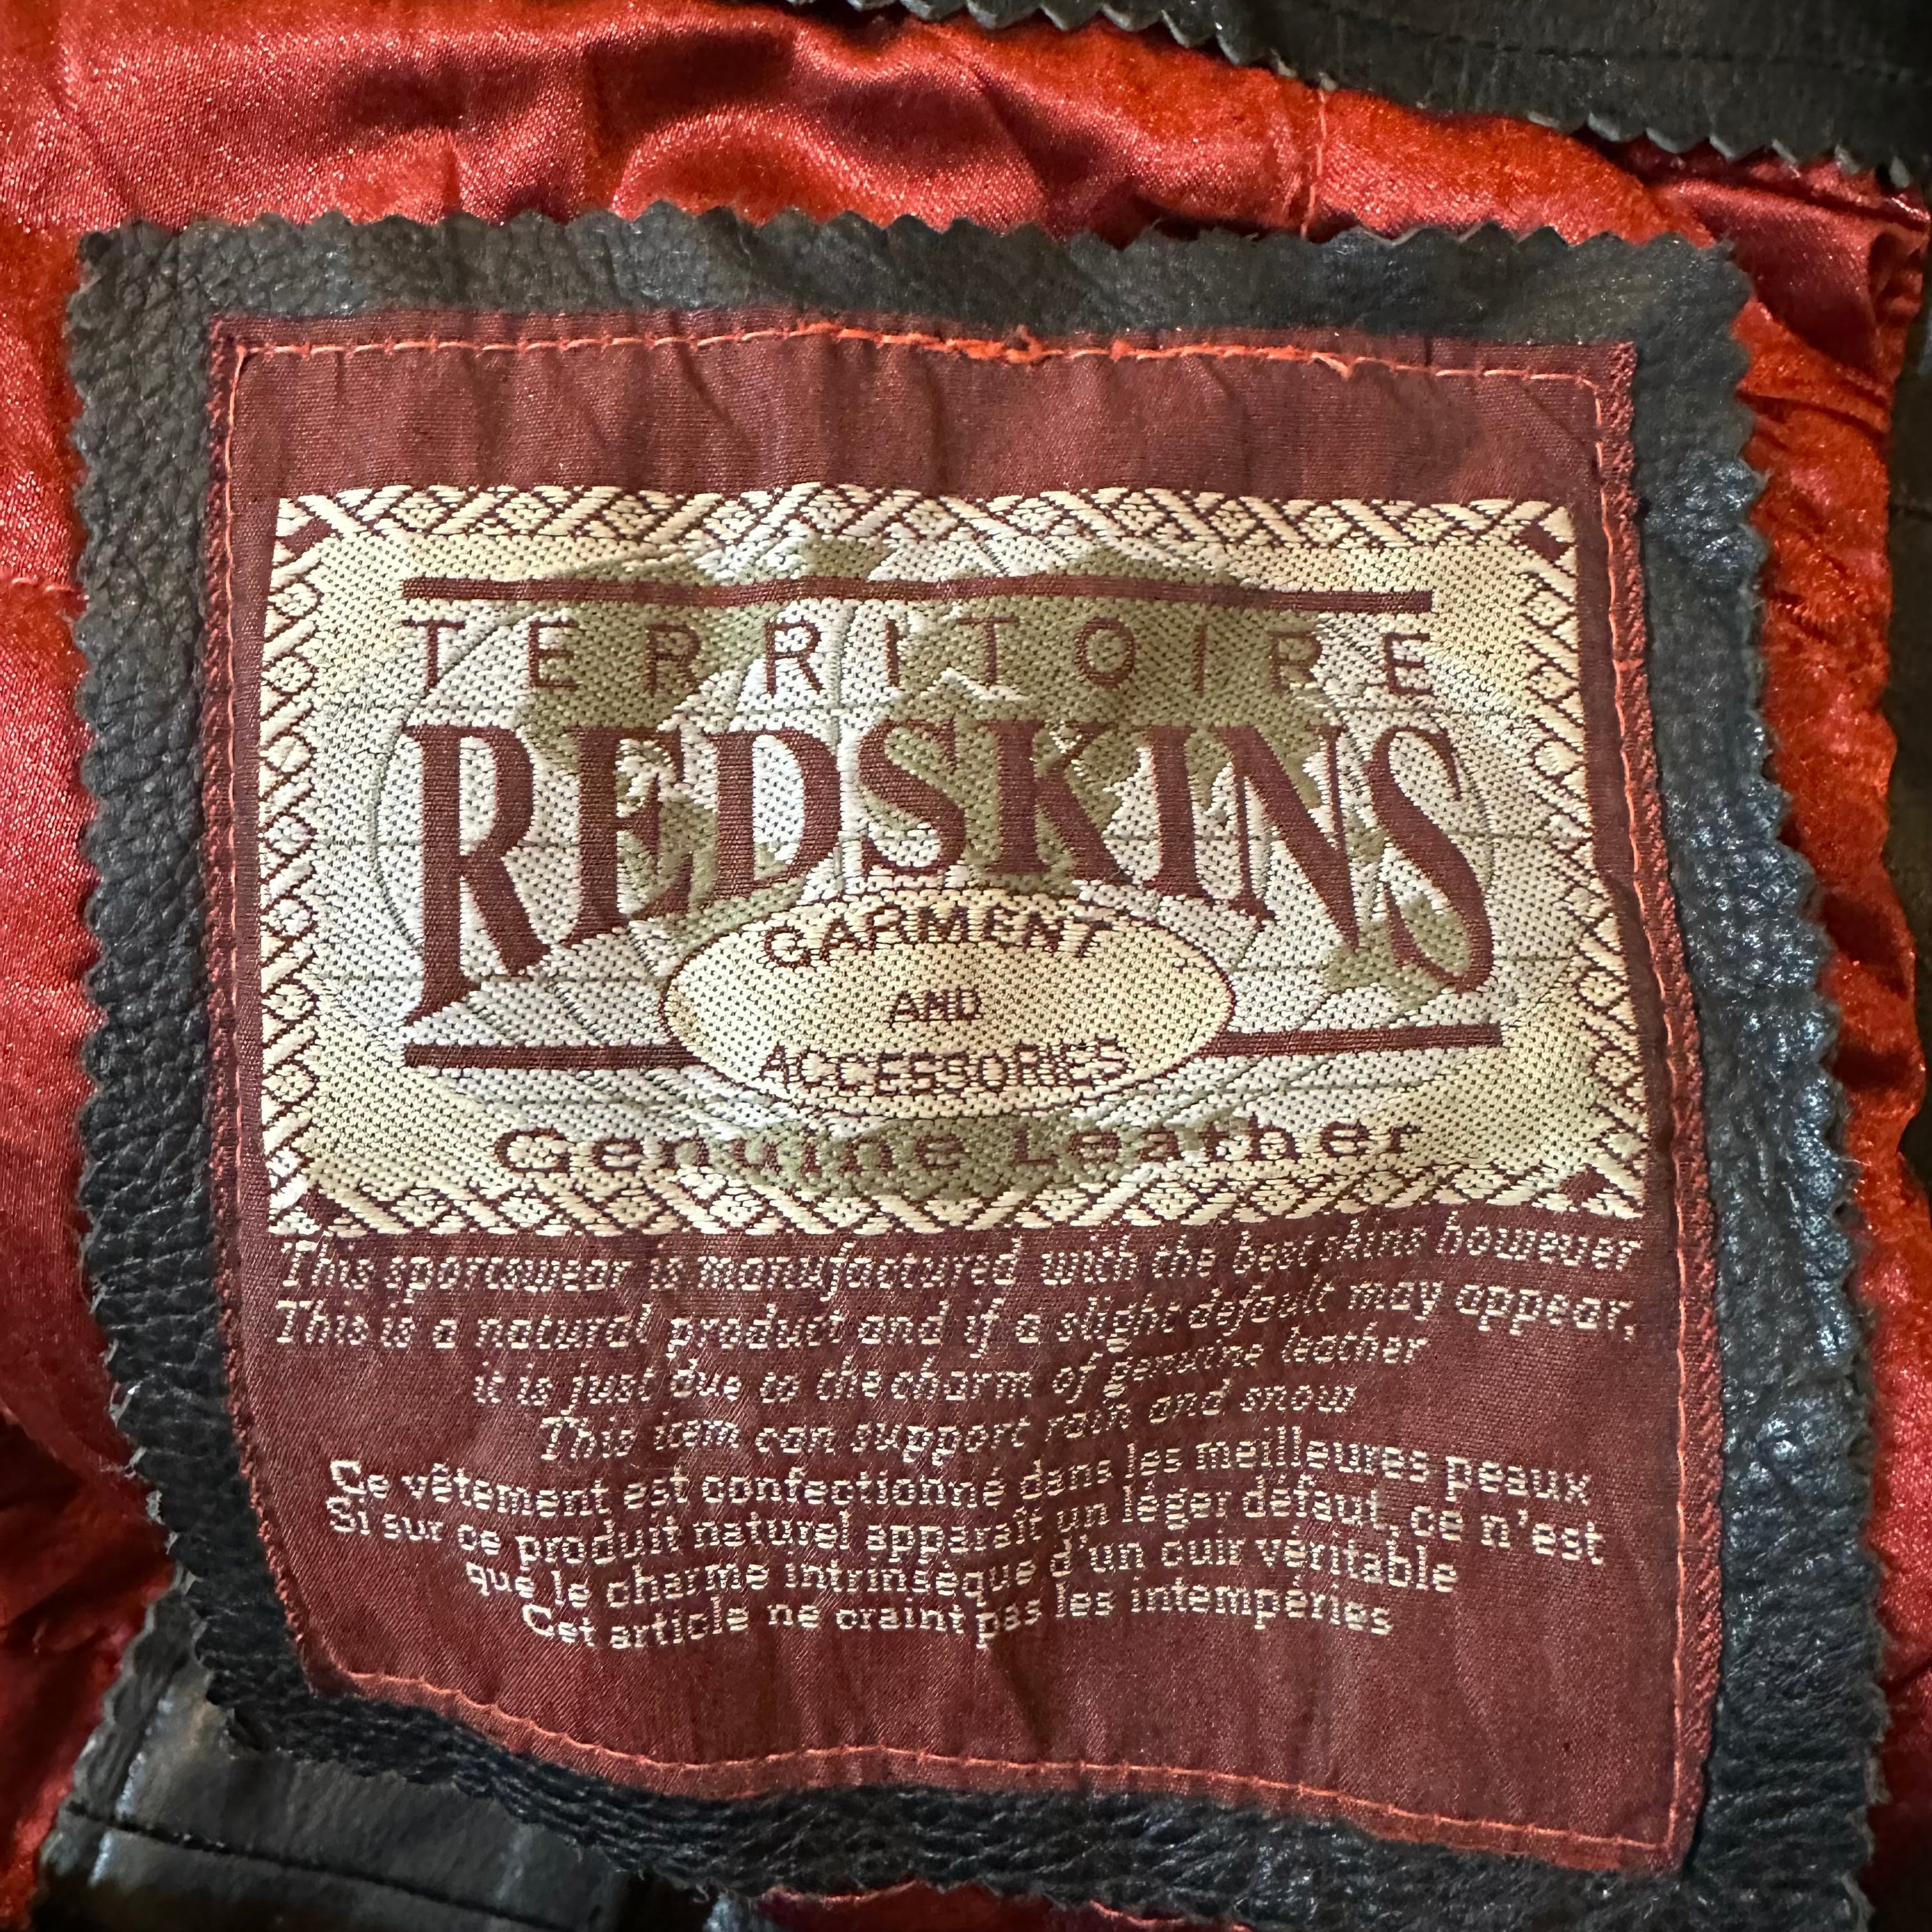 TERRITOIRE
REDSKINS
GARMENT
AND
ACCESSORIES
Genuine Leather
This sportswear is manufactured with the best skins however
This is a natural product and if a slight default may appear,
it is just due to the charm of genuine leather
This item can support rain and snow
Ce vêtement est confectionné dans les meilleures peaux
Si sur ce produit naturel apparaît un léger défaut, ce n'est
que le charme intrinsèque d'un cuir véritable
Cet article ne craint pas les intempéries